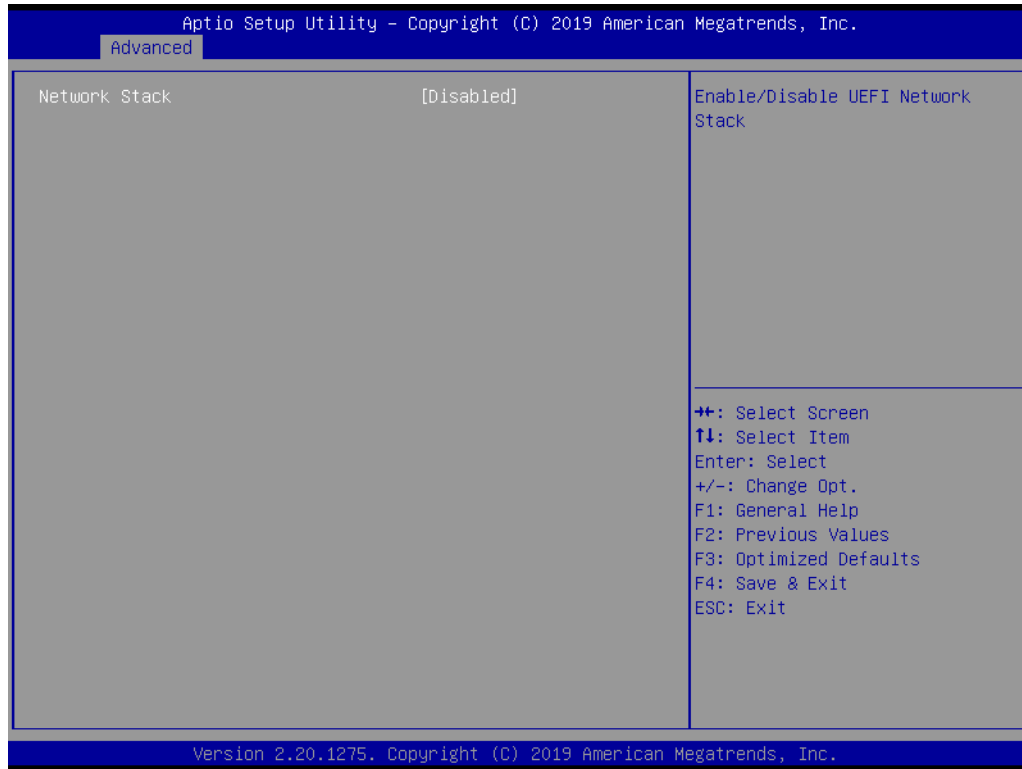 Aptio Setup Utility – Copyright (C) 2019 American Megatrends, Inc.
Advanced
Network Stack [Disabled]
Enable/Disable UEFI Network
Stack
→←: Select Screen
↑↓: Select Item
Enter: Select
+/-: Change Opt.
F1: General Help
F2: Previous Values
F3: Optimized Defaults
F4: Save & Exit
ESC: Exit
Version 2.20.1275. Copyright (C) 2019 American Megatrends, Inc.